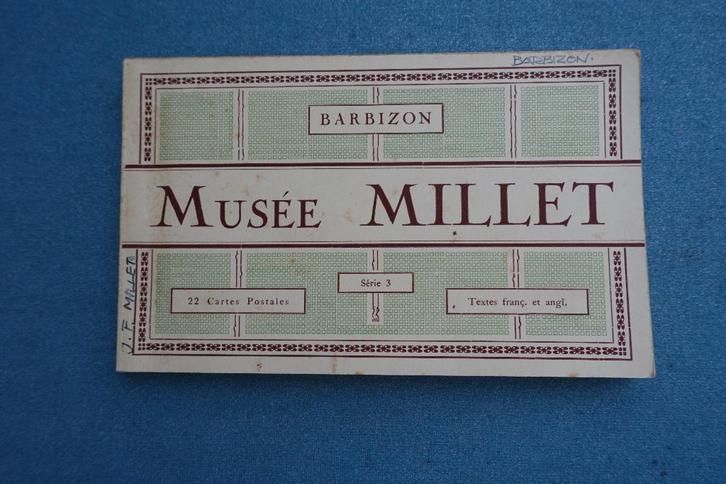 BARBIZON.
BARBIZON
MUSÉE MILLET
Série 3
22 Cartes Postales
Textes franç. et angl.
J. F. MILLET